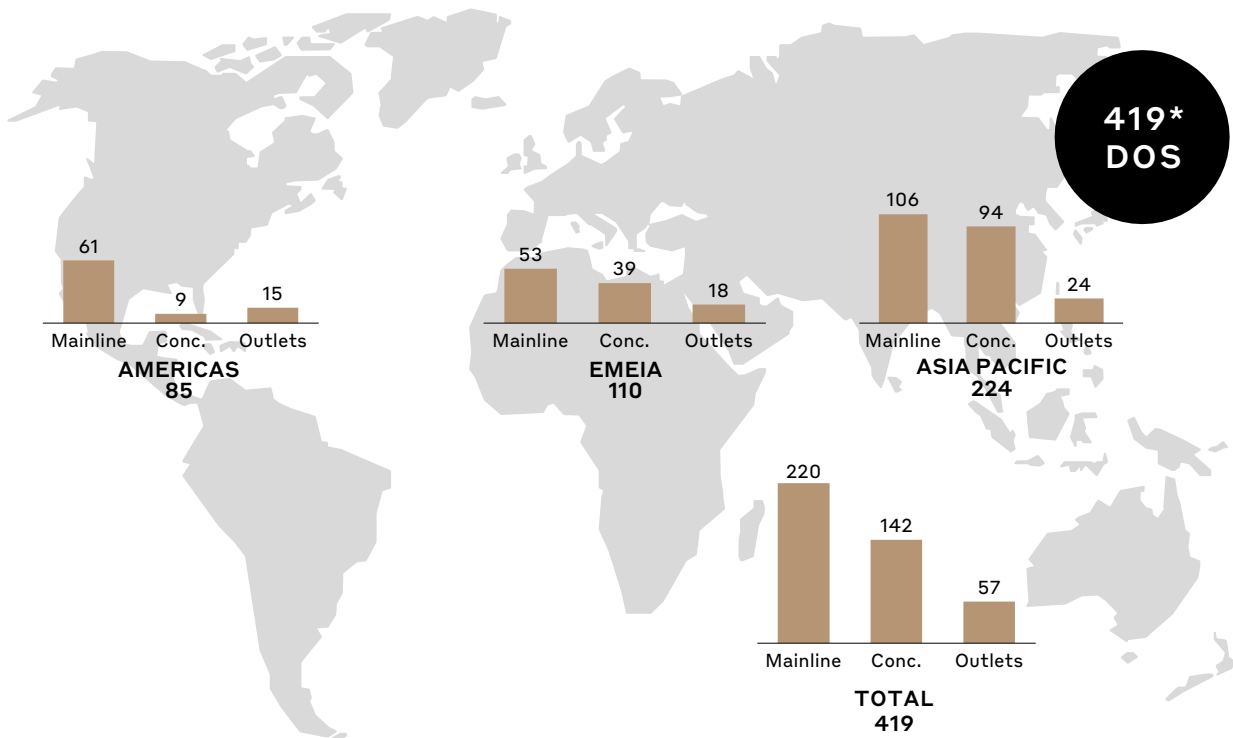 419*
DOS
61
9
15
Mainline
Conc.
Outlets
AMERICAS
85
53
39
18
Mainline
Conc.
Outlets
EMEIA
110
106
94
24
Mainline
Conc.
Outlets
ASIA PACIFIC
224
220
142
57
Mainline
Conc.
Outlets
TOTAL
419